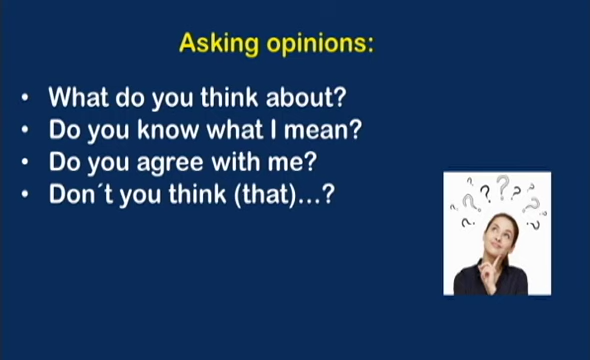 Asking opinions:
• What do you think about?
• Do you know what I mean?
• Do you agree with me?
• Don´t you think (that)...?